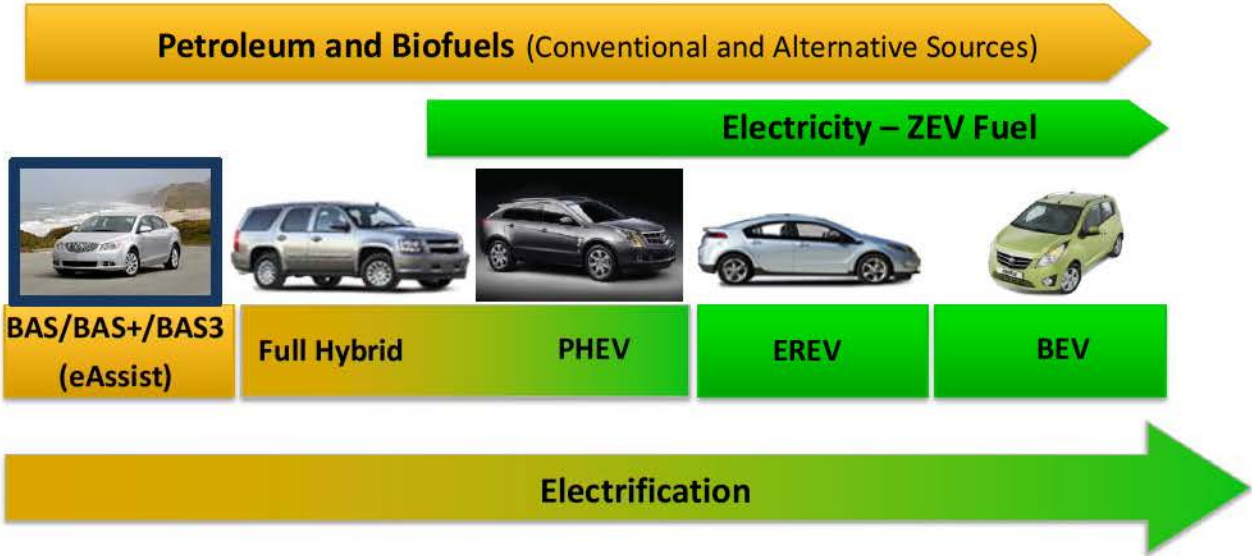 Petroleum and Biofuels (Conventional and Alternative Sources)
Electricity – ZEV Fuel
BAS/BAS+/BAS3
(eAssist)
Full Hybrid
PHEV
EREV
BEV
Electrification